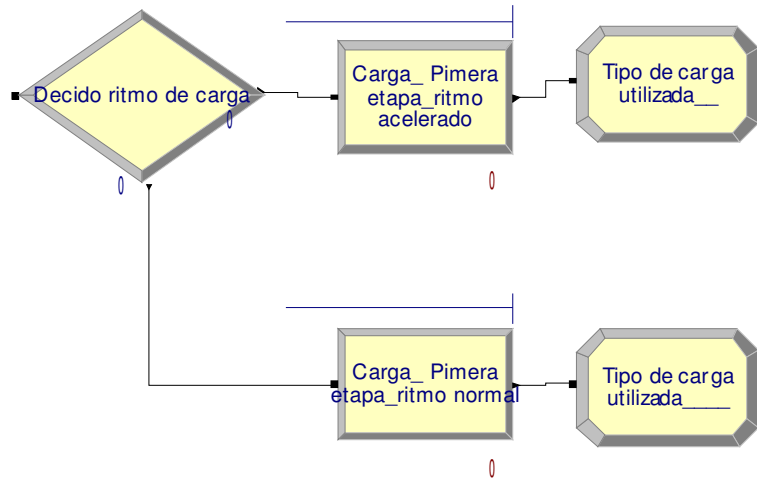 Decido ritmo de carga
0
0
Carga_ Pimera
etapa_ritmo
acelerado
0
Tipo de carga
utilizada__
Carga_ Pimera
etapa_ritmo normal
0
Tipo de carga
utilizada____